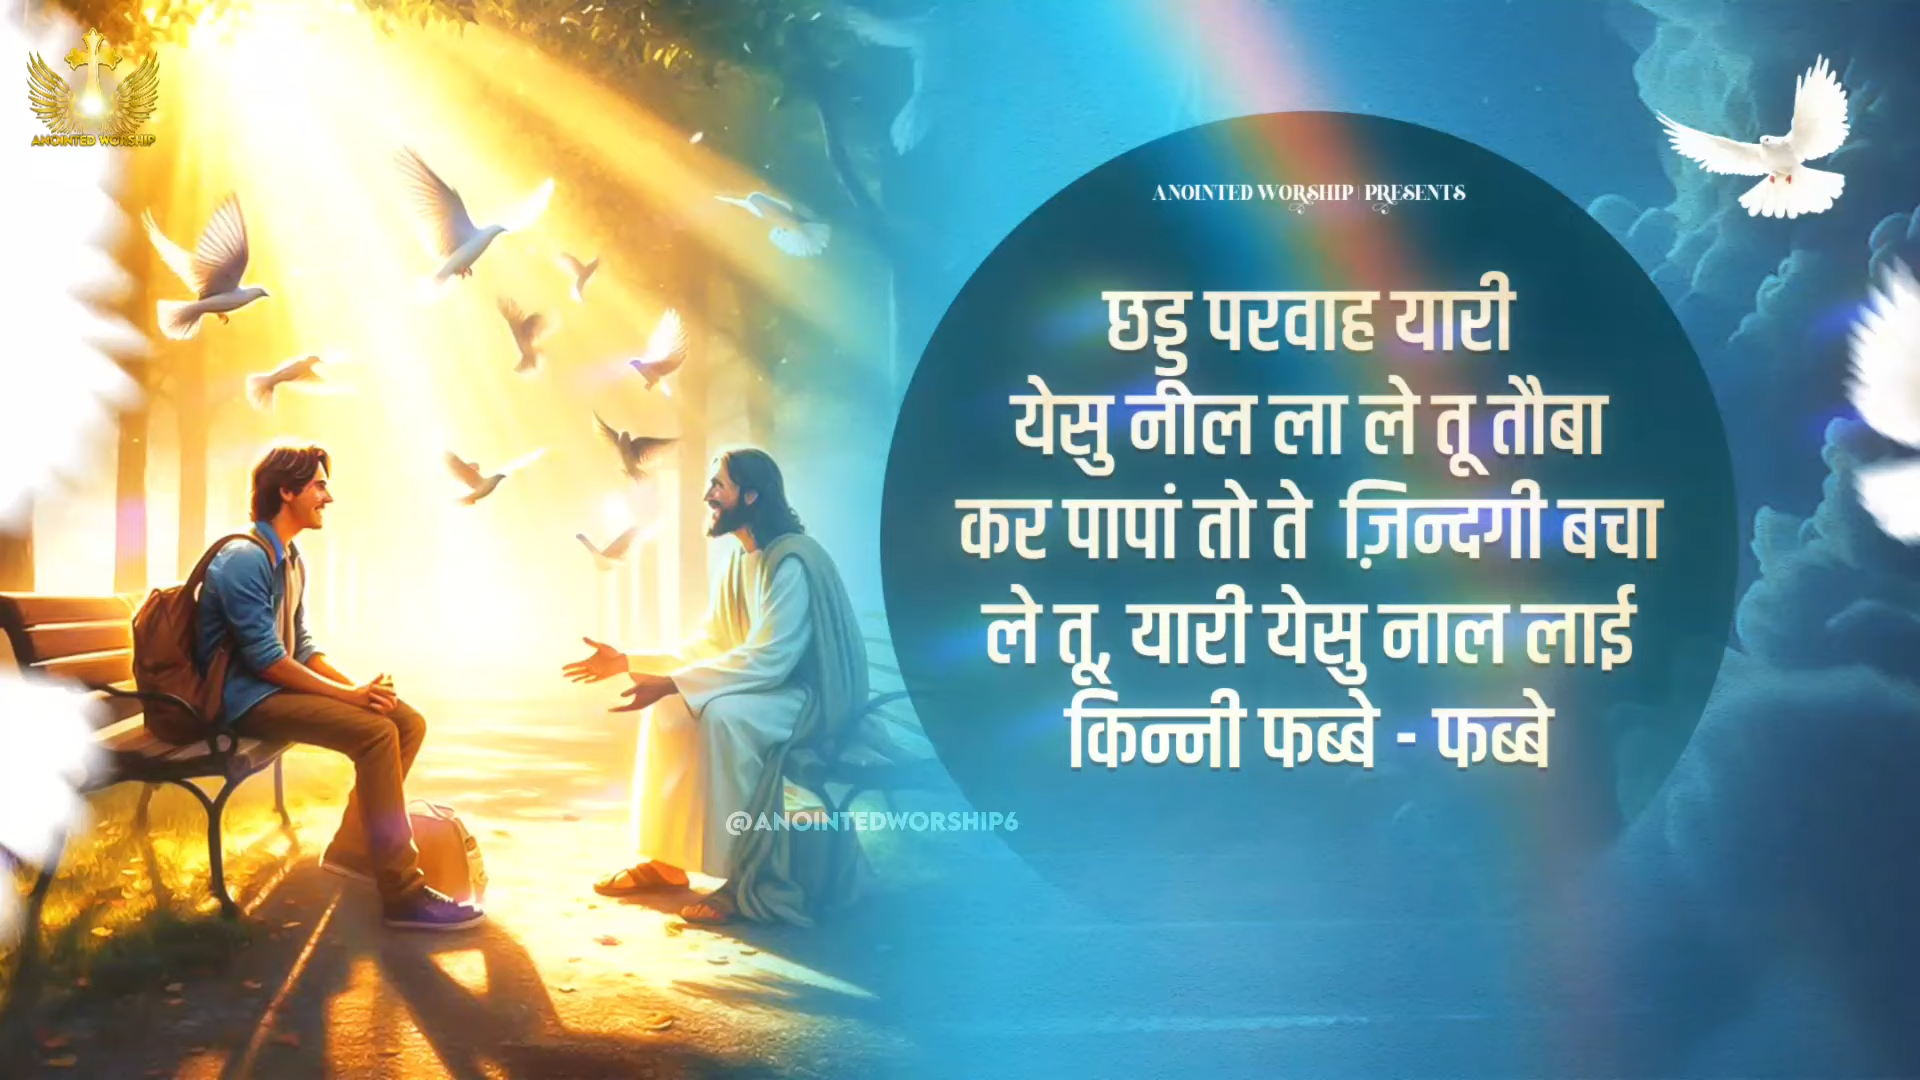 ANOINTED WORSHIP
ANOINTED WORSHIP | PRESENTS
छड्डू परवाह यारी
येसु नाल ला ले तू तौबा
कर पापां तो ते ज़िन्दगी बचा
ले तू, यारी येसु नाल लाई
किन्नी फब्बे - फब्बे
@ANOINTEDWORSHIP6